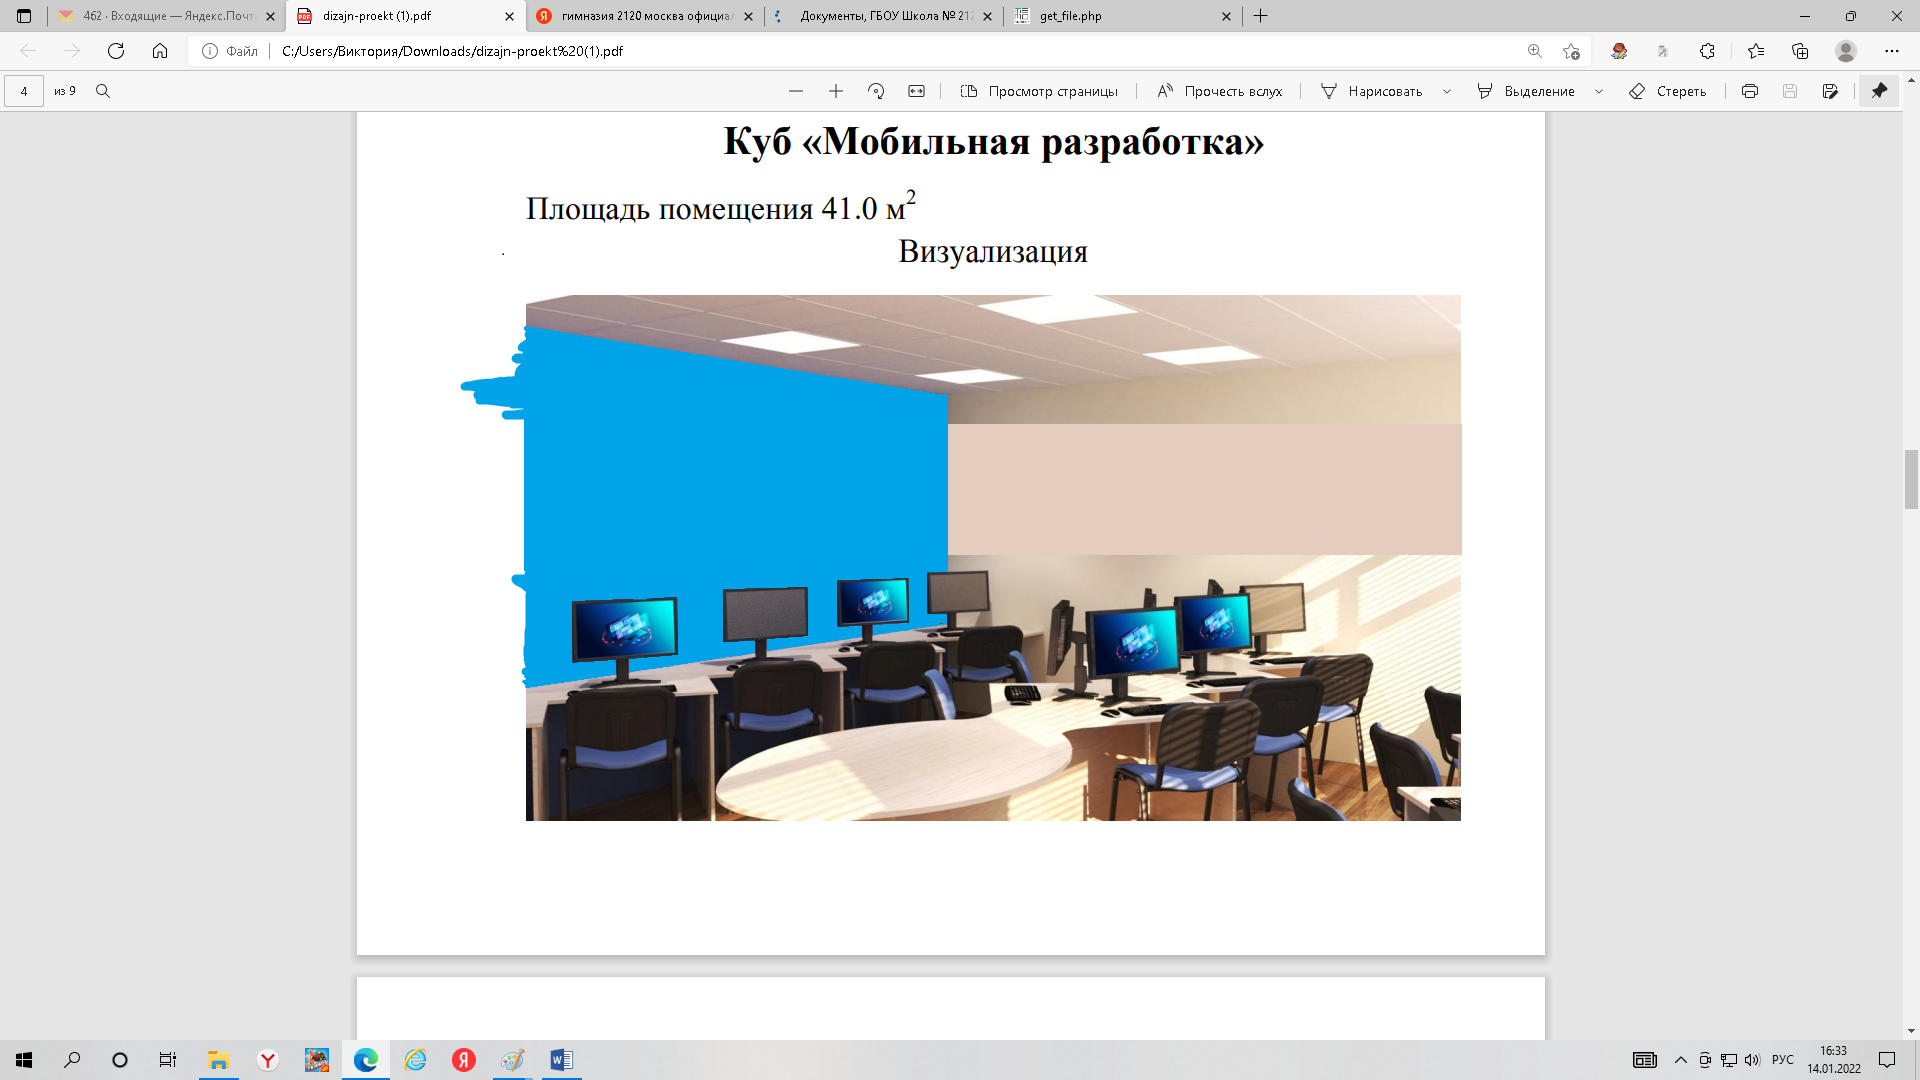 462 · Входящие — Яндекс.Почт
dizajn-proekt (1).pdf
гимназия 2120 москва официал
Документы, ГБОУ Школа № 212
get_file.php
Файл
C:/Users/Виктория/Downloads/dizajn-proekt%20(1).pdf
4
из 9
Просмотр страницы
Прочесть вслух
Нарисовать
Выделение
Стереть
Куб «Мобильная разработка»
Площадь помещения 41.0 м²
Визуализация
РУС
16:33
14.01.2022